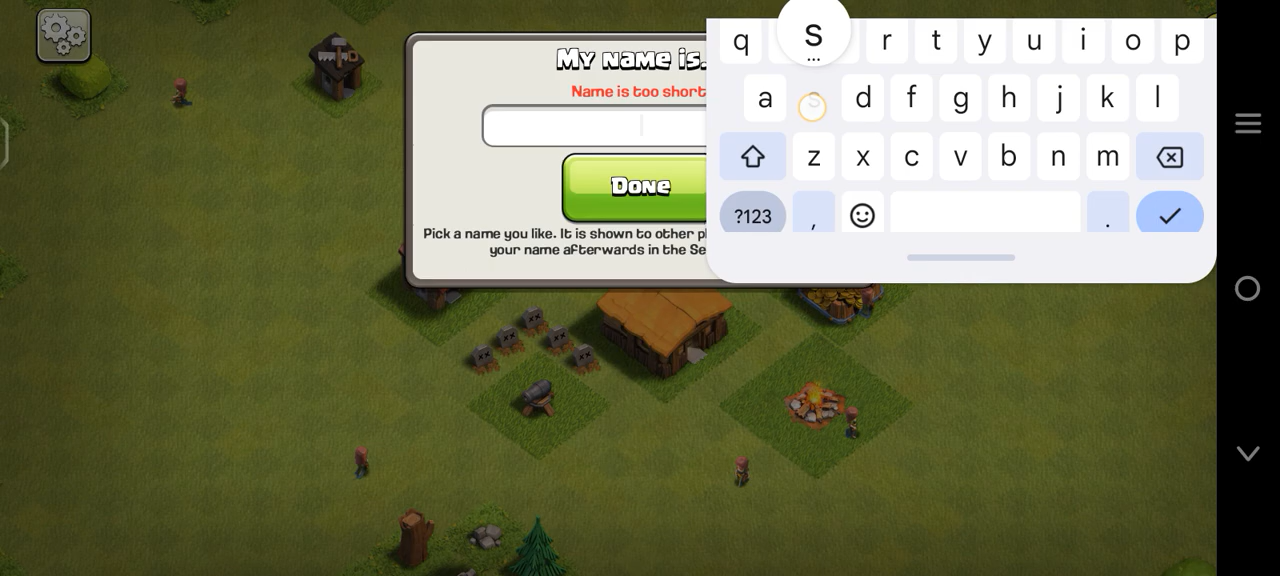 My name is.
Name is too short
Done
Pick a name you like. It is shown to other pl
your name afterwards in the Se
S
...
q r t y u i o p
a s d f g h j k l
z x c v b n m
?123 , .